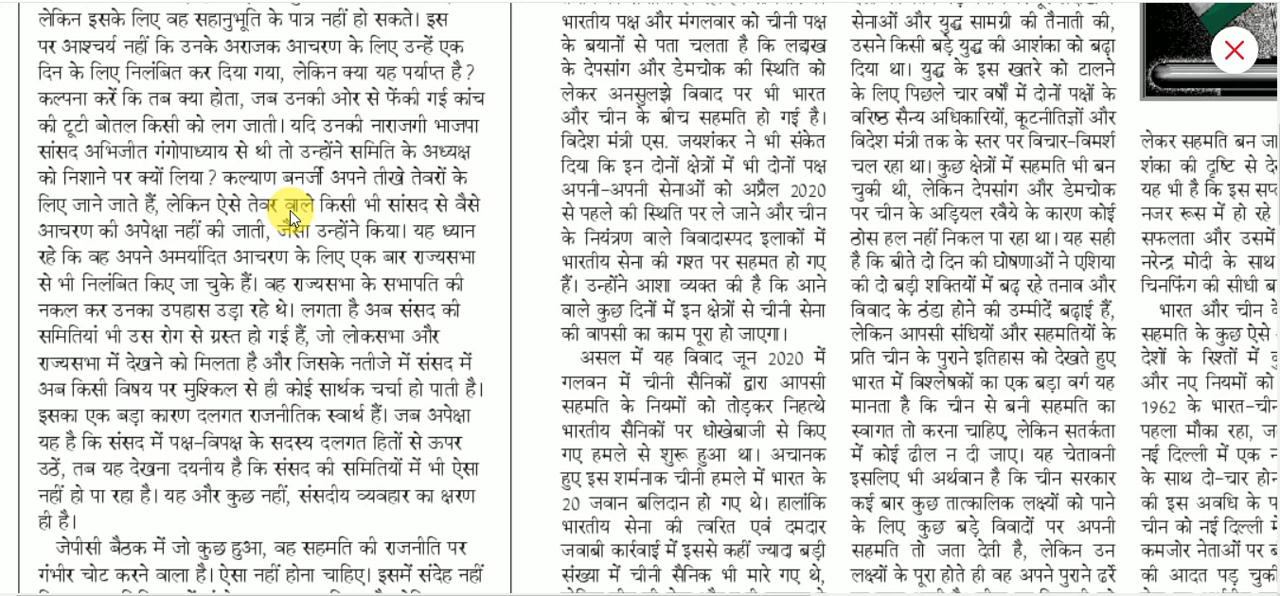 लेकिन इसके लिए वह सहानुभूति के पात्र नहीं हो सकते। इस
पर आश्चर्य नहीं कि उनके अराजक आचरण के लिए उन्हें एक
दिन के लिए निलंबित कर दिया गया, लेकिन क्या यह पर्याप्त है?
कल्पना करें कि तब क्या होता, जब उनकी ओर से फेंकी गई कांच
की टूटी बोतल किसी को लग जाती। यदि उनकी नाराजगी भाजपा
सांसद अभिजीत गंगोपाध्याय से थी तो उन्होंने समिति के अध्यक्ष
को निशाने पर क्यों लिया? कल्याण बनर्जी अपने तीखे तेवरों के
लिए जाने जाते हैं, लेकिन ऐसे तेवर वाले किसी भी सांसद से वैसे
आचरण की अपेक्षा नहीं की जाती, जैसा उन्होंने किया। यह ध्यान
रहे कि वह अपने अमर्यादित आचरण के लिए एक बार राज्यसभा
से भी निलंबित किए जा चुके हैं। वह राज्यसभा के सभापति की
नकल कर उनका उपहास उड़ा रहे थे। लगता है अब संसद की
समितियां भी उस रोग से ग्रस्त हो गई हैं, जो लोकसभा और
राज्यसभा में देखने को मिलता है और जिसके नतीजे में संसद में
अब किसी विषय पर मुश्किल से ही कोई सार्थक चर्चा हो पाती है।
इसका एक बड़ा कारण दलगत राजनीतिक स्वार्थ हैं। जब अपेक्षा
यह है कि संसद में पक्ष-विपक्ष के सदस्य दलगत हितों से ऊपर
उठें, तब यह देखना दयनीय है कि संसद की समितियों में भी ऐसा
नहीं हो पा रहा है। यह और कुछ नहीं, संसदीय व्यवहार का क्षरण
ही है।
जेपीसी बैठक में जो कुछ हुआ, वह सहमति की राजनीति पर
गंभीर चोट करने वाला है। ऐसा नहीं होना चाहिए। इसमें संदेह नहीं
भारतीय पक्ष और मंगलवार को चीनी पक्ष
के बयानों से पता चलता है कि लद्दाख
के देपसांग और डेमचोक की स्थिति को
लेकर अनसुलझे विवाद पर भी भारत
और चीन के बीच सहमति हो गई है।
विदेश मंत्री एस. जयशंकर ने भी संकेत
दिया कि इन दोनों क्षेत्रों में भी दोनों पक्ष
अपनी-अपनी सेनाओं को अप्रैल 2020
से पहले की स्थिति पर ले जाने और चीन
के नियंत्रण वाले विवादास्पद इलाकों में
भारतीय सेना की गश्त पर सहमत हो गए
हैं। उन्होंने आशा व्यक्त की है कि आने
वाले कुछ दिनों में इन क्षेत्रों से चीनी सेना
की वापसी का काम पूरा हो जाएगा।
असल में यह विवाद जून 2020 में
गलवन में चीनी सैनिकों द्वारा आपसी
सहमति के नियमों को तोड़कर निहत्थे
भारतीय सैनिकों पर धोखेबाजी से किए
गए हमले से शुरू हुआ था। अचानक
हुए इस शर्मनाक चीनी हमले में भारत के
20 जवान बलिदान हो गए थे। हालांकि
भारतीय सेना की त्वरित एवं दमदार
जवाबी कार्रवाई में इससे कहीं ज्यादा बड़ी
संख्या में चीनी सैनिक भी मारे गए थे,
सेनाओं और युद्ध सामग्री की तैनाती की,
उसने किसी बड़े युद्ध की आशंका को बढ़ा
दिया था। युद्ध के इस खतरे को टालने
के लिए पिछले चार वर्षों में दोनों पक्षों के
वरिष्ठ सैन्य अधिकारियों, कूटनीतिज्ञों और
विदेश मंत्री तक के स्तर पर विचार-विमर्श
चल रहा था। कुछ क्षेत्रों में सहमति भी बन
चुकी थी, लेकिन देपसांग और डेमचोक
पर चीन के अड़ियल रवैये के कारण कोई
ठोस हल नहीं निकल पा रहा था। यह सही
है कि बीते दो दिन की घोषणाओं ने एशिया
की दो बड़ी शक्तियों में बढ़ रहे तनाव और
विवाद के ठंडा होने की उम्मीदें बढ़ाई हैं,
लेकिन आपसी संधियों और सहमतियों के
प्रति चीन के पुराने इतिहास को देखते हुए
भारत में विश्लेषकों का एक बड़ा वर्ग यह
मानता है कि चीन से बनी सहमति का
स्वागत तो करना चाहिए, लेकिन सतर्कता
में कोई ढील न दी जाए। यह चेतावनी
इसलिए भी अर्थवान है कि चीन सरकार
कई बार कुछ तात्कालिक लक्ष्यों को पाने
के लिए कुछ बड़े विवादों पर अपनी
सहमति तो जता देती है, लेकिन उन
लक्ष्यों के पूरा होते ही वह अपने पुराने ढर्रे
लेकर सहमति बन
शंका की दृष्टि से
यह भी है कि इस
नजर रूस में हो रहे
सफलता और उसमें
नरेन्द्र मोदी के साथ
चिनफिंग की सीधी
भारत और चीन
सहमति के कुछ ऐसे
देशों के रिश्तों में
और नए नियमों को
1962 के भारत-चीन
पहला मौका रहा,
नई दिल्ली में एक
के साथ दो-चार
की इस अवधि के
चीन को नई दिल्ली
कमजोर नेताओं पर
की आदत पड़ चुकी